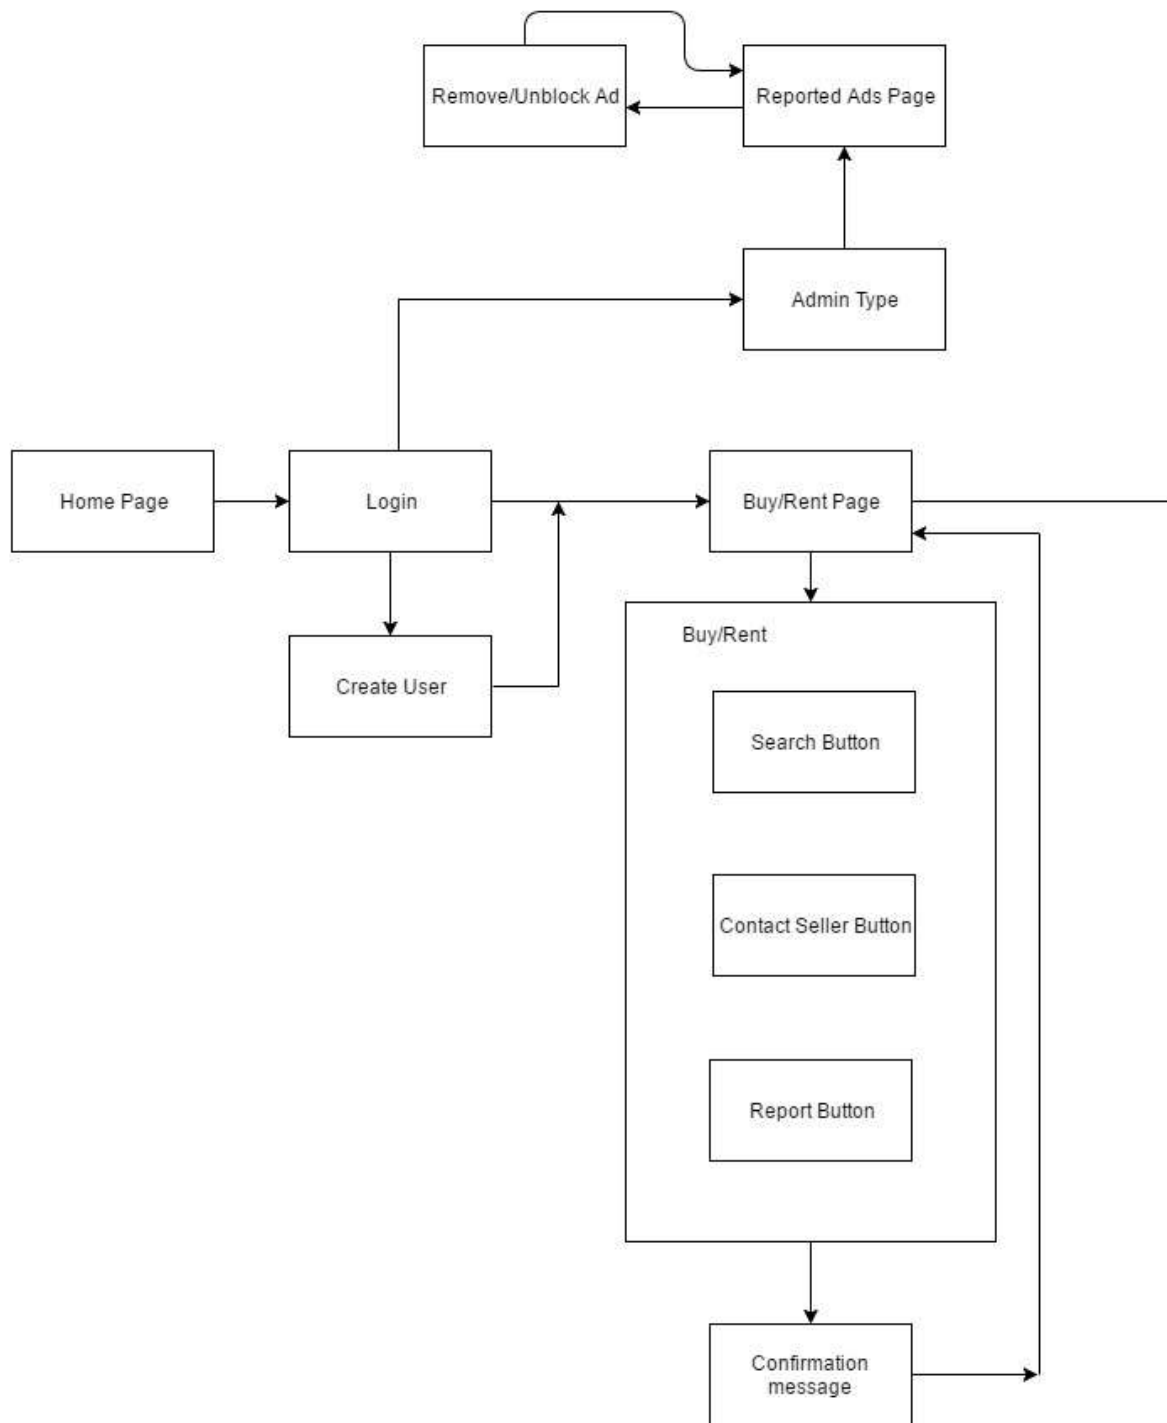 Remove/Unblock Ad
Reported Ads Page
Admin Type
Home Page
Login
Buy/Rent Page
Create User
Buy/Rent
Search Button
Contact Seller Button
Report Button
Confirmation
message